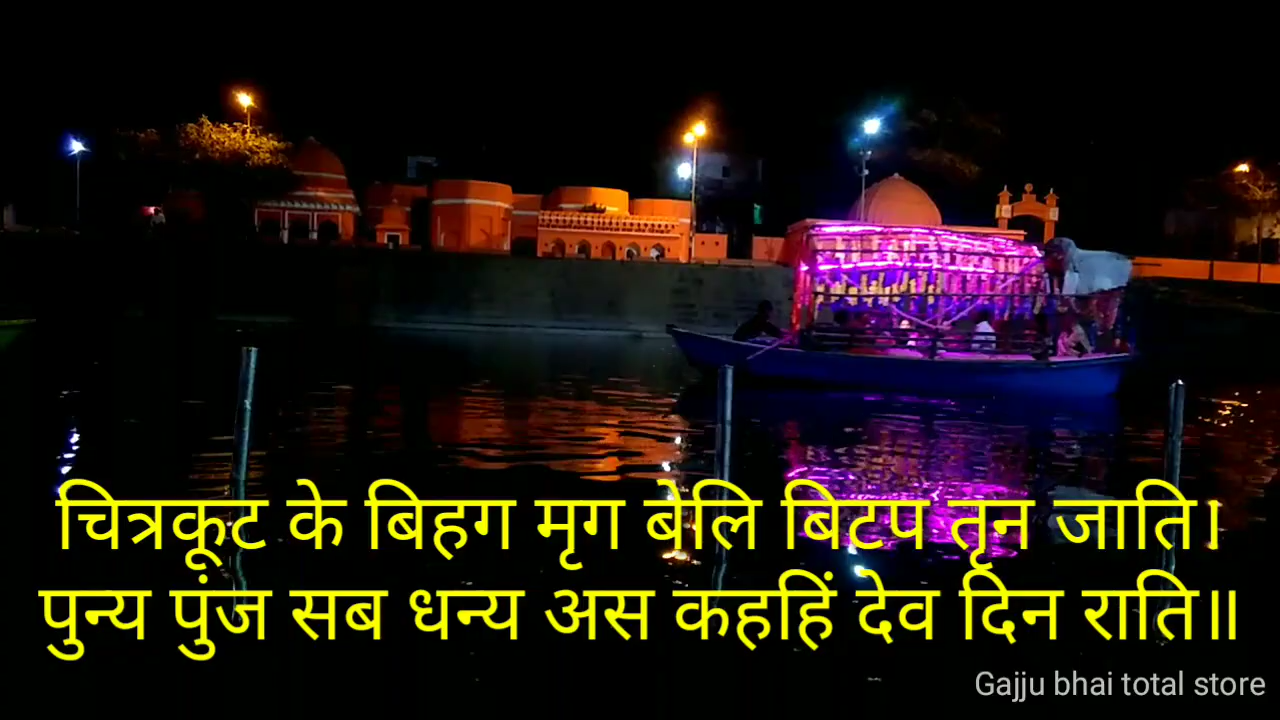 चित्रकूट के बिहग मृग बेलि बिटप तृन जाति।
पुन्य पुंज सब धन्य अस कहहिं देव दिन राति॥
Gajju bhai total store